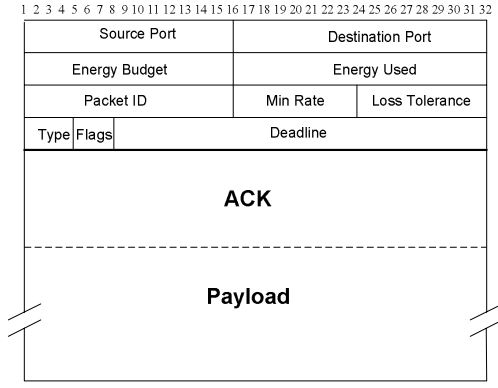 1 2 3 4 5 6 7 8 9 10 11 12 13 14 15 16 17 18 19 20 21 22 23 24 25 26 27 28 29 30 31 32
Source Port Destination Port
Energy Budget Energy Used
Packet ID Min Rate Loss Tolerance
Type Flags Deadline
ACK
Payload